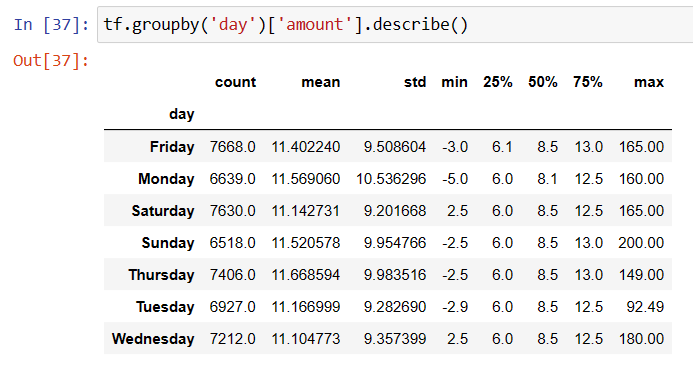 In [37]: tf.groupby('day')['amount'].describe()
Out[37]:
count mean std min 25% 50% 75% max
day
Friday 7668.0 11.402240 9.508604 -3.0 6.1 8.5 13.0 165.00
Monday 6639.0 11.569060 10.536296 -5.0 6.0 8.1 12.5 160.00
Saturday 7630.0 11.142731 9.201668 2.5 6.0 8.5 12.5 165.00
Sunday 6518.0 11.520578 9.954766 -2.5 6.0 8.5 13.0 200.00
Thursday 7406.0 11.668594 9.983516 -2.5 6.0 8.5 13.0 149.00
Tuesday 6927.0 11.166999 9.282690 -2.9 6.0 8.5 12.5 92.49
Wednesday 7212.0 11.104773 9.357399 2.5 6.0 8.5 12.5 180.00